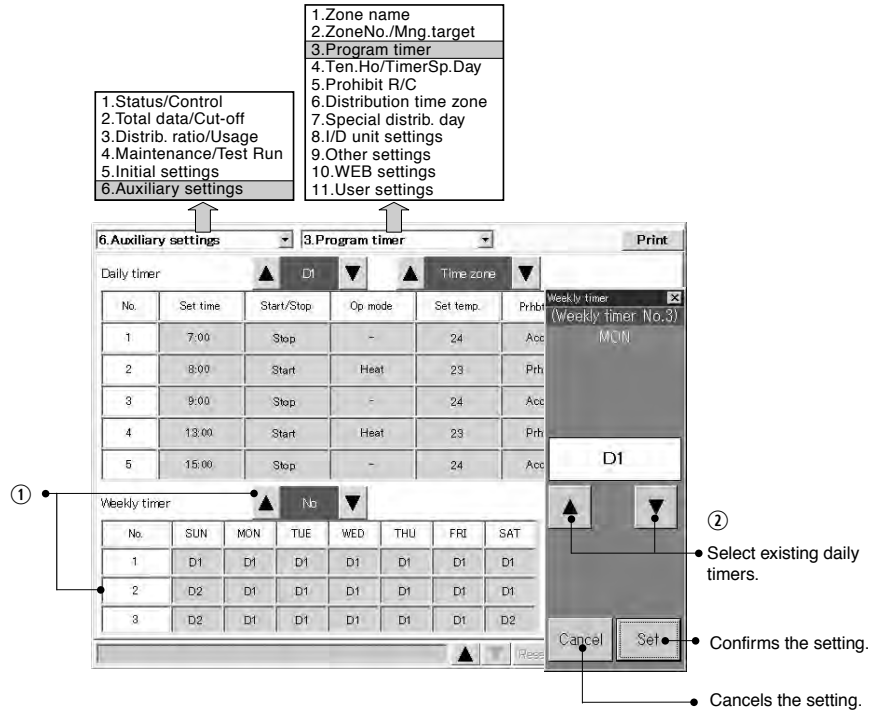 1.Zone name
2.ZoneNo./Mng.target
3.Program timer
4.Ten.Ho/TimerSp.Day
5.Prohibit R/C
6.Distribution time zone
7.Special distrib. day
8.I/D unit settings
9.Other settings
10.WEB settings
11.User settings
1.Status/Control
2.Total data/Cut-off
3.Distrib. ratio/Usage
4.Maintenance/Test Run
5.Initial settings
6.Auxiliary settings
6.Auxiliary settings 3.Program timer Print
Daily timer ▲ D1 ▼ ▲ Time zone ▼
No. Set time Start/Stop Op mode Set temp. Prhbt
1 7:00 Stop - 24 Acc
2 8:00 Start Heat 23 Prh
3 9:00 Stop - 24 Acc
4 13:00 Start Heat 23 Prh
5 15:00 Stop - 24 Acc
Weekly timer
(Weekly timer No.3)
MON
D1
▲ ▼
Cancel Set
① Weekly timer ▲ No ▼
No. SUN MON TUE WED THU FRI SAT
1 D1 D1 D1 D1 D1 D1 D1
2 D2 D1 D1 D1 D1 D1 D1
3 D2 D1 D1 D1 D1 D1 D2
▲ ▼ Rese
②
Select existing daily
timers.
Confirms the setting.
Cancels the setting.